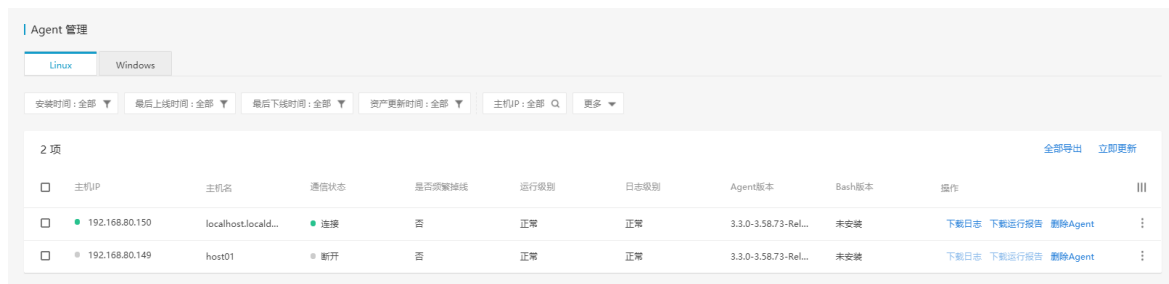 Agent 管理
Linux Windows
安装时间 : 全部 最后上线时间 : 全部 最后下线时间 : 全部 资产更新时间 : 全部 主机IP : 全部 更多
2 项 全部导出 立即更新
主机IP 主机名 通信状态 是否频繁掉线 运行级别 日志级别 Agent版本 Bash版本 操作
192.168.80.150 localhost.locald... 连接 否 正常 正常 3.3.0-3.58.73-Rel... 未安装 下载日志 下载运行报告 删除Agent
192.168.80.149 host01 断开 否 正常 正常 3.3.0-3.58.73-Rel... 未安装 下载日志 下载运行报告 删除Agent